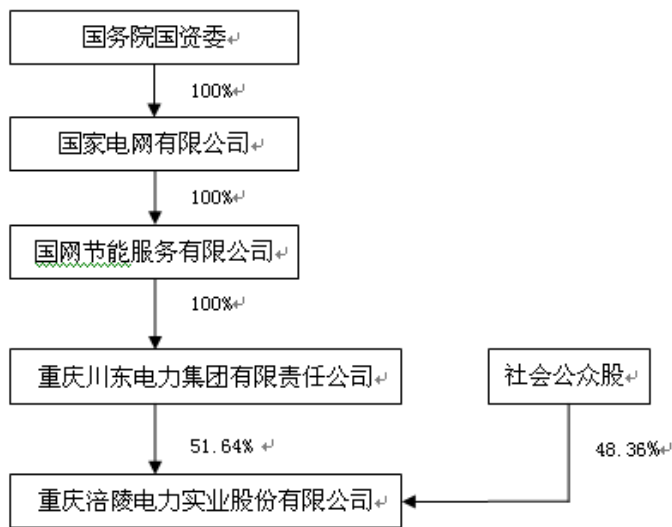 国务院国资委
100%
国家电网有限公司
100%
国网节能服务有限公司
100%
重庆川东电力集团有限责任公司
社会公众股
51.64%
48.36%
重庆涪陵电力实业股份有限公司